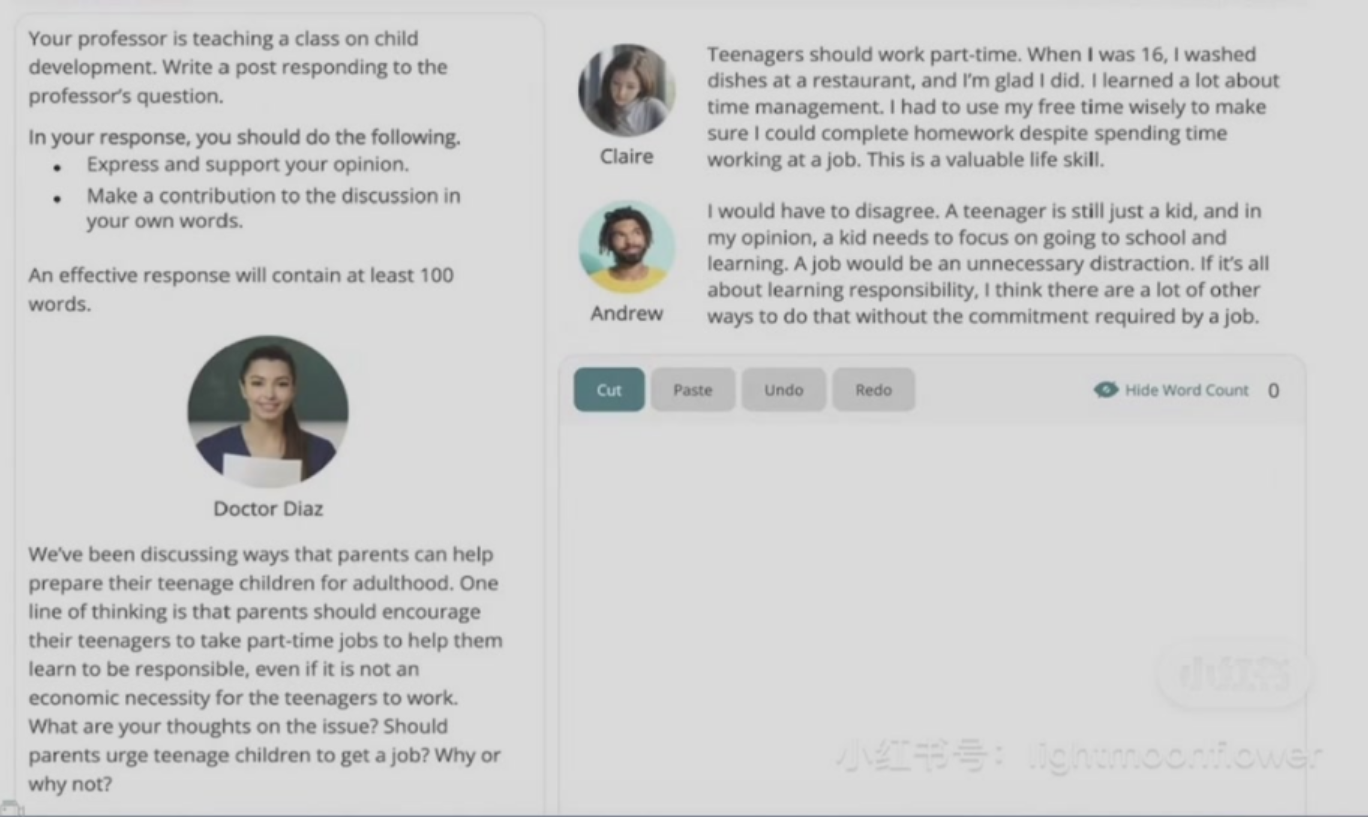 Your professor is teaching a class on child
development. Write a post responding to the
professor's question.
In your response, you should do the following.
• Express and support your opinion.
• Make a contribution to the discussion in
your own words.
An effective response will contain at least 100
words.
Doctor Diaz
We've been discussing ways that parents can help
prepare their teenage children for adulthood. One
line of thinking is that parents should encourage
their teenagers to take part-time jobs to help them
learn to be responsible, even if it is not an
economic necessity for the teenagers to work.
What are your thoughts on the issue? Should
parents urge teenage children to get a job? Why or
why not?
Teenagers should work part-time. When I was 16, I washed
dishes at a restaurant, and I'm glad I did. I learned a lot about
time management. I had to use my free time wisely to make
sure I could complete homework despite spending time
working at a job. This is a valuable life skill.
Claire
I would have to disagree. A teenager is still just a kid, and in
my opinion, a kid needs to focus on going to school and
learning. A job would be an unnecessary distraction. If it's all
about learning responsibility, I think there are a lot of other
ways to do that without the commitment required by a job.
Andrew
Cut Paste Undo Redo Hide Word Count 0
小红书
小红书号: lightmoonflower